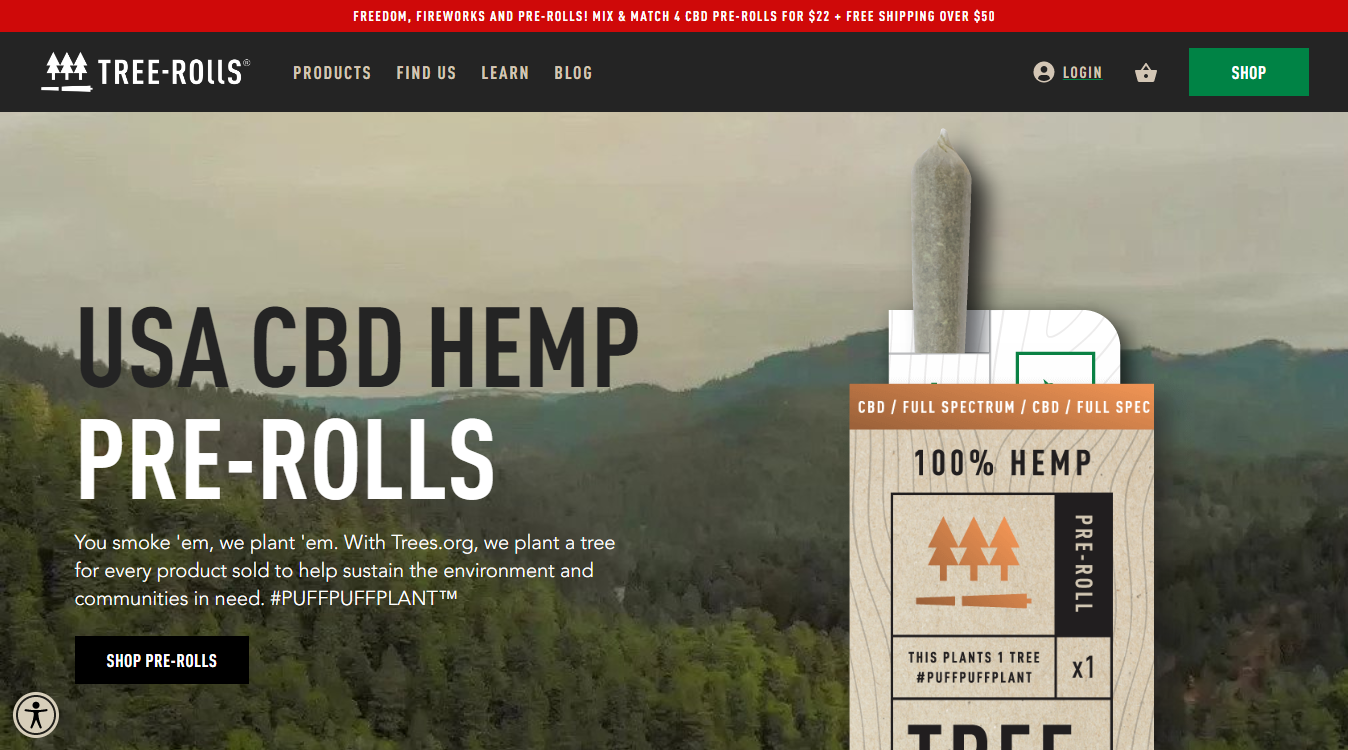 FREEDOM, FIREWORKS AND PRE-ROLLS! MIX & MATCH 4 CBD PRE-ROLLS FOR $22 + FREE SHIPPING OVER $50
TREE-ROLLS®
PRODUCTS
FIND US
LEARN
BLOG
LOGIN
SHOP
USA CBD HEMP
PRE-ROLLS
You smoke 'em, we plant 'em. With Trees.org, we plant a tree
for every product sold to help sustain the environment and
communities in need. #PUFFPUFFPLANT™
SHOP PRE-ROLLS
CBD / FULL SPECTRUM / CBD / FULL SPEC
100% HEMP
PRE-ROLL
THIS PLANTS 1 TREE
#PUFFPUFFPLANT
x1
TREE